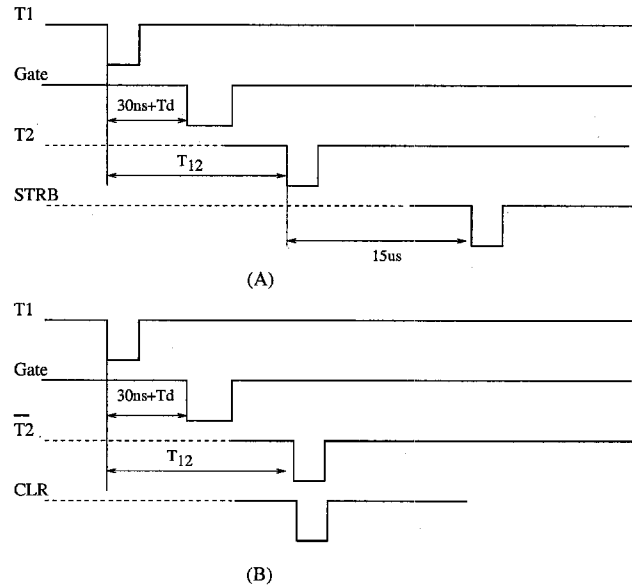 T1
Gate
30ns+Td
T2
T12
STRB
15us
(A)
T1
Gate
30ns+Td
T2
T12
CLR
(B)